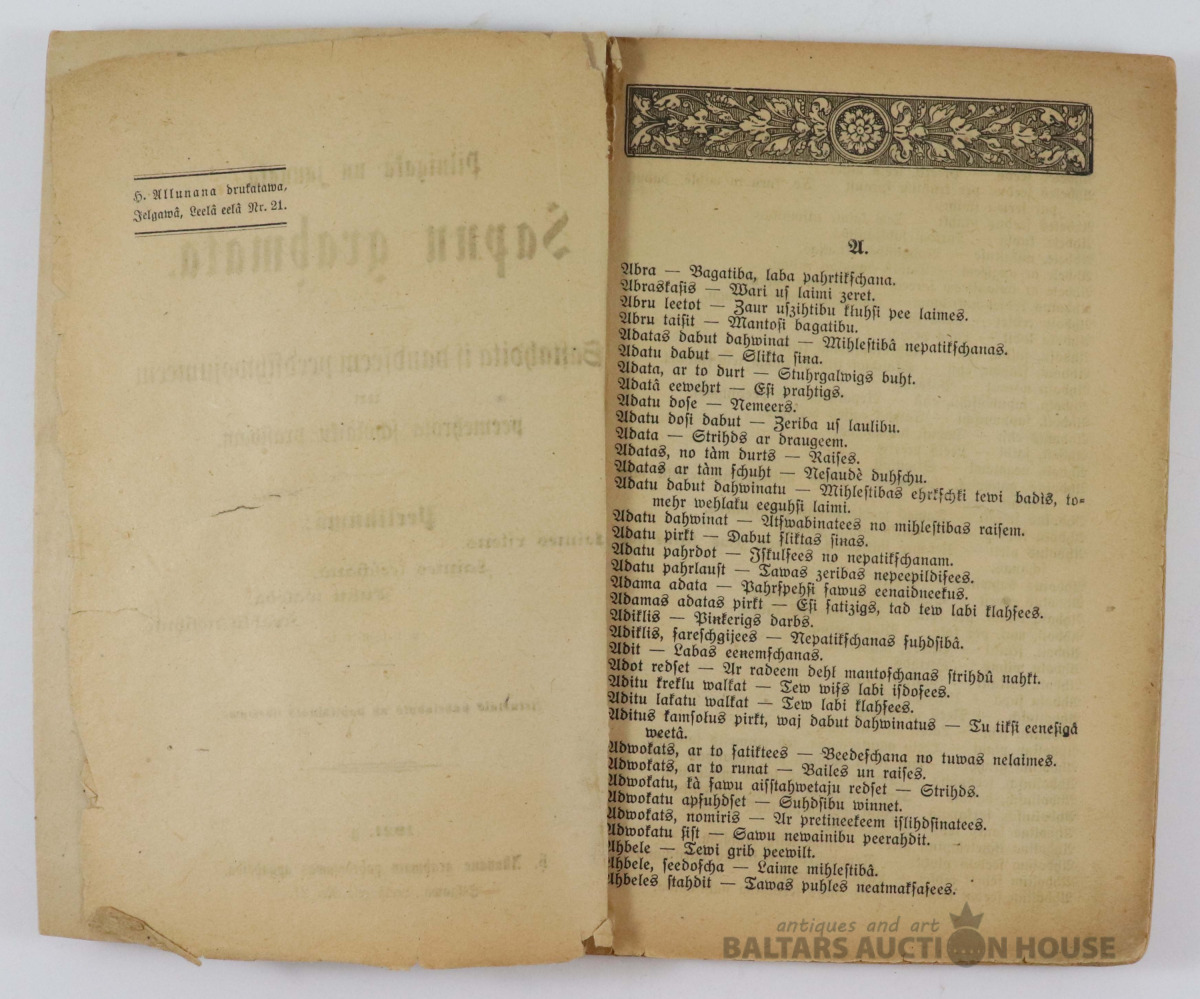 H. Allunana drukatawa,
Jelgawâ, Leelâ eelâ Nr. 21.
Sapnu grahmata.
A.
Abra — Bagatiba, laba pahrtikſchana.
Abraskaſis — Wari uſ laimi zeret.
Abru leetot — Zaur uſzihtibu kluhſi pee laimes.
Abru taiſit — Mantoſi bagatibu.
Adatas dabut dahwinat — Mihleſtibâ nepatikſchanas.
Adatu dabut — Slikta ſina.
Adata, ar to durt — Stuhrgalwigs buht.
Adatâ eewehrt — Eſi prahtigs.
Adatu doſe — Nemeers.
Adatu doſi dabut — Zeriba uſ laulibu.
Adata — Strihds ar draugeem.
Adatas, no tàm durts — Raiſes.
Adatas ar tàm ſchuht — Neſaudè duhſchu.
Adatu dabut dahwinatu — Mihleſtibas ehrkſchki tewi badìs, to-
mehr wehlaku eeguhſi laimi.
Adatu dahwinat — Atſwabinatees no mihleſtibas raiſem.
Adatu pirkt — Dabut ſliktas ſinas.
Adatu pahrdot — Iſkulſees no nepatikſchanam.
Adatu pahrlauſt — Tawas zeribas nepeepildiſees.
Adama adata — Pahrſpehſi ſawus eenaidneekus.
Adamas adatas pirkt — Eſi ſatizigs, tad tew labi klahſees.
Adiklis — Pinkerigs darbs.
Adiklis, ſareſchgijees — Nepatikſchanas ſuhdſibâ.
Adit — Labas eenemſchanas.
Adot redſet — Ar radeem dehl mantoſchanas ſtrihdû nahkt.
Aditu kreklu walkat — Tew wiſs labi iſdoſees.
Aditu lakatu walkat — Tew labi klahſees.
Aditus kamſolus pirkt, waj dabut dahwinatus — Tu tikſi eeneſigâ
weetâ.
Adwokats, ar to ſatiktees — Beedeſchana no tuwas nelaimes.
Adwokats, ar to runat — Bailes un raiſes.
Adwokatu, kà ſawu aiſſtahwetaju redſet — Strihds.
Adwokatu apſuhdſet — Suhdſibu winnet.
Adwokats, nomiris — Ar pretineekeem iſlihdſinatees.
Adwokatu ſiſt — Sawu newainibu peerahdit.
Ahbele — Tewi grib peewilt.
Ahbele, ſeedoſcha — Laime mihleſtibâ.
Ahbeles ſtahdit — Tawas puhles neatmakſaſees.
antiques and art
BALTARS AUCTION HOUSE